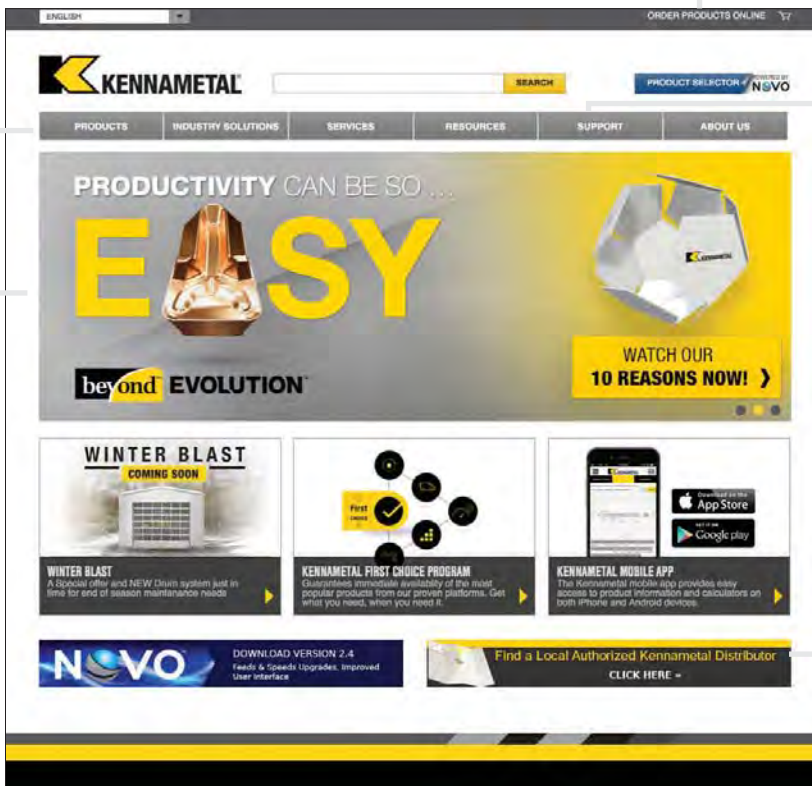 ENGLISH
ORDER PRODUCTS ONLINE
KENNAMETAL
SEARCH
PRODUCT SELECTOR
POWERED BY
NOVO
PRODUCTS
INDUSTRY SOLUTIONS
SERVICES
RESOURCES
SUPPORT
ABOUT US
PRODUCTIVITY CAN BE SO ...
EASY
KENNAMETAL
beyond EVOLUTION
WATCH OUR
10 REASONS NOW!
WINTER BLAST
COMING SOON
First
CHOICE
Download on the
App Store
GET IT ON
Google play
WINTER BLAST
A Special offer and NEW Drum system just in
time for end of season maintanance needs
KENNAMETAL FIRST CHOICE PROGRAM
Guarantees immediate availablity of the most
popular products from our proven platforms. Get
what you need, when you need it.
KENNAMETAL MOBILE APP
The Kennametal mobile app provides easy
access to product information and calculators on
both iPhone and Android devices.
NOVO
DOWNLOAD VERSION 2.4
Feeds & Speeds Upgrades, Improved
User Interface
Find a Local Authorized Kennametal Distributor
CLICK HERE »